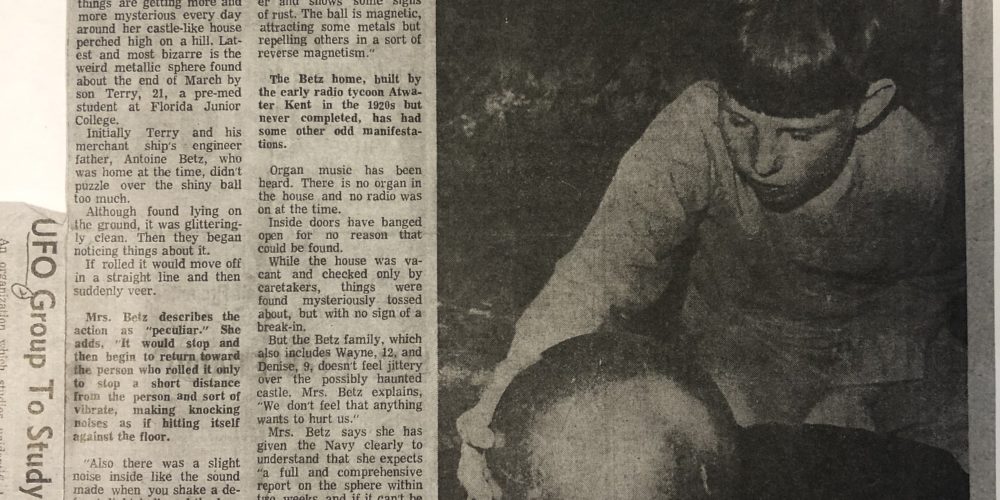 things are getting more and
more mysterious every day
around her castle-like house
perched high on a hill. Lat-
est and most bizarre is the
weird metallic sphere found
about the end of March by
son Terry, 21, a pre-med
student at Florida Junior
College.
Initially Terry and his
merchant ship's engineer
father, Antoine Betz, who
was home at the time, didn't
puzzle over the shiny ball
too much.
Although found lying on
the ground, it was glittering-
ly clean. Then they began
noticing things about it.
If rolled it would move off
in a straight line and then
suddenly veer.
Mrs. Betz describes the
action as "peculiar." She
adds, "It would stop and
then begin to return toward
the person who rolled it only
to stop a short distance
from the person and sort of
vibrate, making knocking
noises as if hitting itself
against the floor.
"Also there was a slight
noise inside like the sound
made when you shake a de-
er and shows some signs
of rust. The ball is magnetic,
attracting some metals but
repelling others in a sort of
reverse magnetism."
The Betz home, built by
the early radio tycoon Atwa-
ter Kent in the 1920s but
never completed, has had
some other odd manifesta-
tions.
Organ music has been
heard. There is no organ in
the house and no radio was
on at the time.
Inside doors have banged
open for no reason that
could be found.
While the house was va-
cant and checked only by
caretakers, things were
found mysteriously tossed
about, but with no sign of a
break-in.
But the Betz family, which
also includes Wayne, 12, and
Denise, 9, doesn't feel jittery
over the possibly haunted
castle. Mrs. Betz explains,
"We don't feel that anything
wants to hurt us."
Mrs. Betz says she has
given the Navy clearly to
understand that she expects
"a full and comprehensive
report on the sphere within
two weeks and if it can't be
UFO Group To Study
An organization which studies